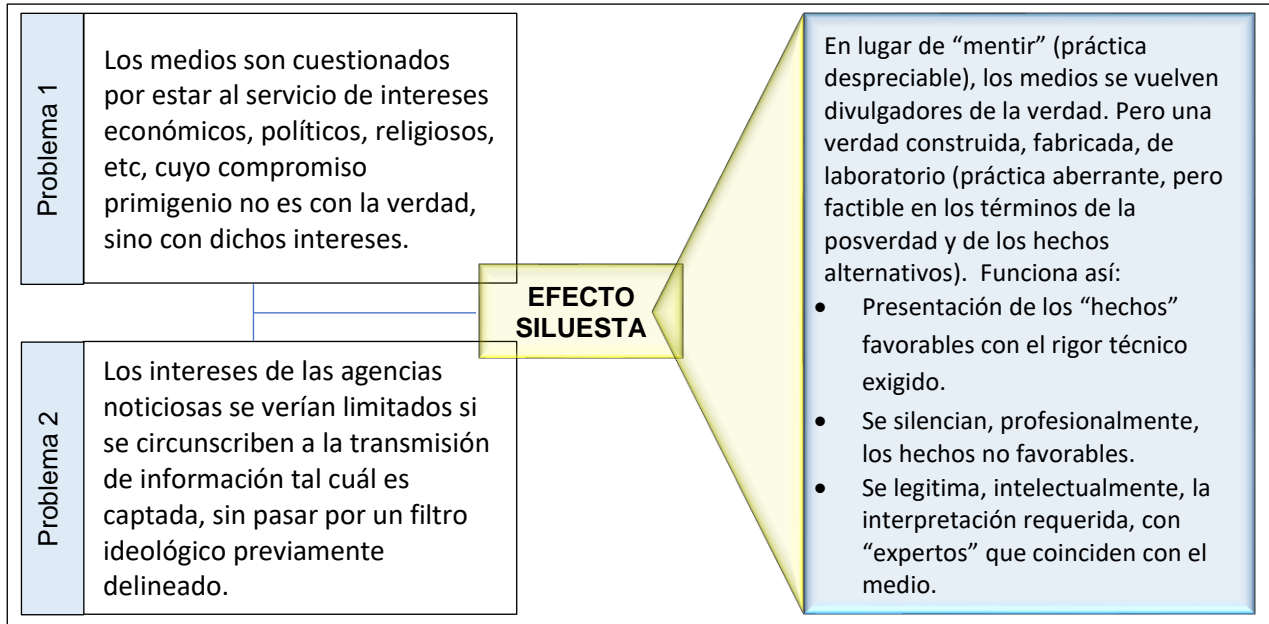 Problema 1
Los medios son cuestionados
por estar al servicio de intereses
económicos, políticos, religiosos,
etc, cuyo compromiso
primigenio no es con la verdad,
sino con dichos intereses.
Problema 2
Los intereses de las agencias
noticiosas se verían limitados si
se circunscriben a la transmisión
de información tal cuál es
captada, sin pasar por un filtro
ideológico previamente
delineado.
EFECTO
SILUESTA
En lugar de “mentir” (práctica
despreciable), los medios se vuelven
divulgadores de la verdad. Pero una
verdad construida, fabricada, de
laboratorio (práctica aberrante, pero
factible en los términos de la
posverdad y de los hechos
alternativos).  Funciona así:
• Presentación de los “hechos”
favorables con el rigor técnico
exigido.
• Se silencian, profesionalmente,
los hechos no favorables.
• Se legitima, intelectualmente, la
interpretación requerida, con
“expertos” que coinciden con el
medio.